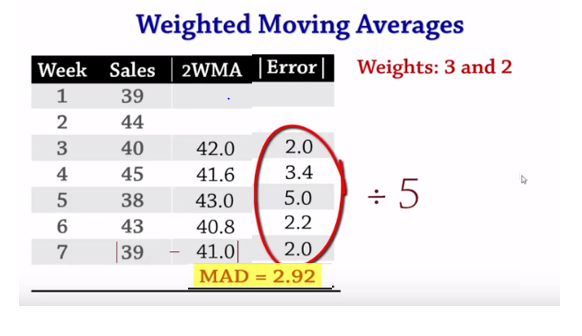 Weighted Moving Averages
Week Sales | 2WMA | Error | Weights: 3 and 2
1 39
2 44
3 40 42.0 2.0
4 45 41.6 3.4
5 38 43.0 5.0 ÷ 5
6 43 40.8 2.2
7 |39 − 41.0| 2.0
MAD = 2.92